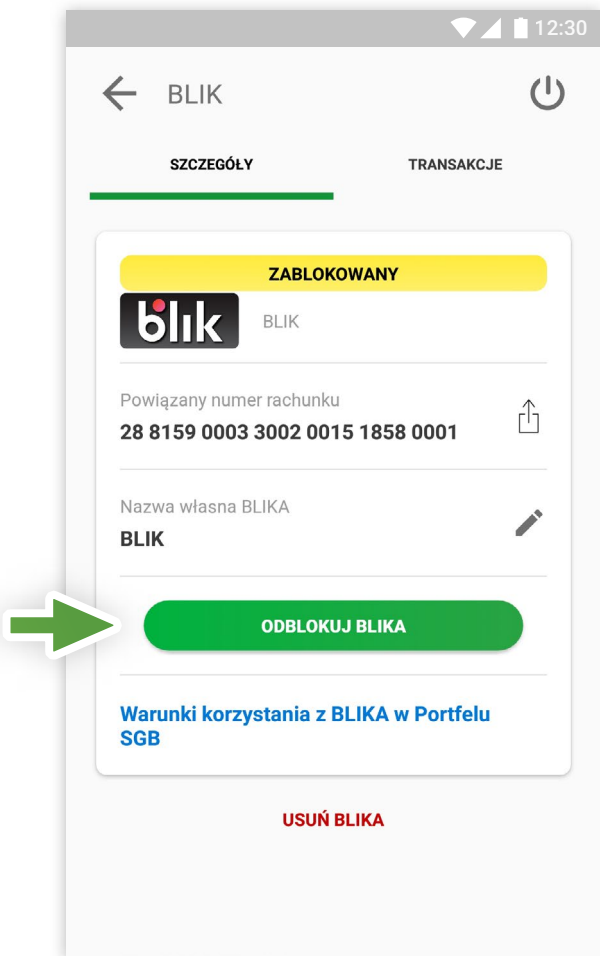 12:30
BLIK
SZCZEGÓŁY
TRANSAKCJE
ZABLOKOWANY
blik
BLIK
Powiązany numer rachunku
28 8159 0003 3002 0015 1858 0001
Nazwa własna BLIKA
BLIK
ODBLOKUJ BLIKA
Warunki korzystania z BLIKA w Portfelu
SGB
USUŃ BLIKA